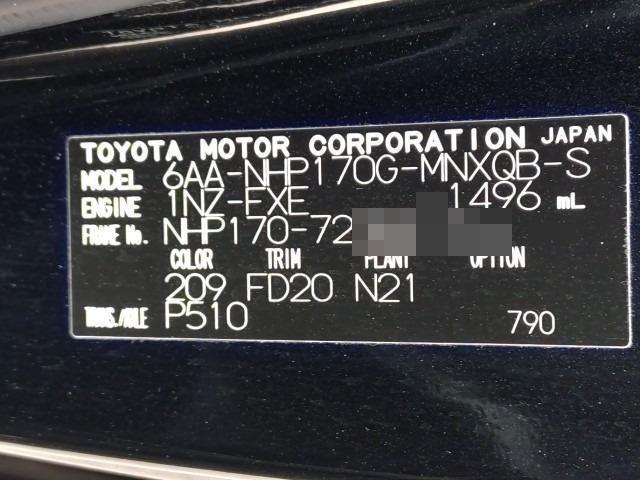 TOYOTA MOTOR CORPORATION JAPAN
MODEL 6AA-NHP170G-MNXQB-S
ENGINE 1NZ-FXE 1496 mL
FRAME No. NHP170-72
COLOR TRIM PLANT OPTION
209 FD20 N21
TRANS./AXLE P510 790